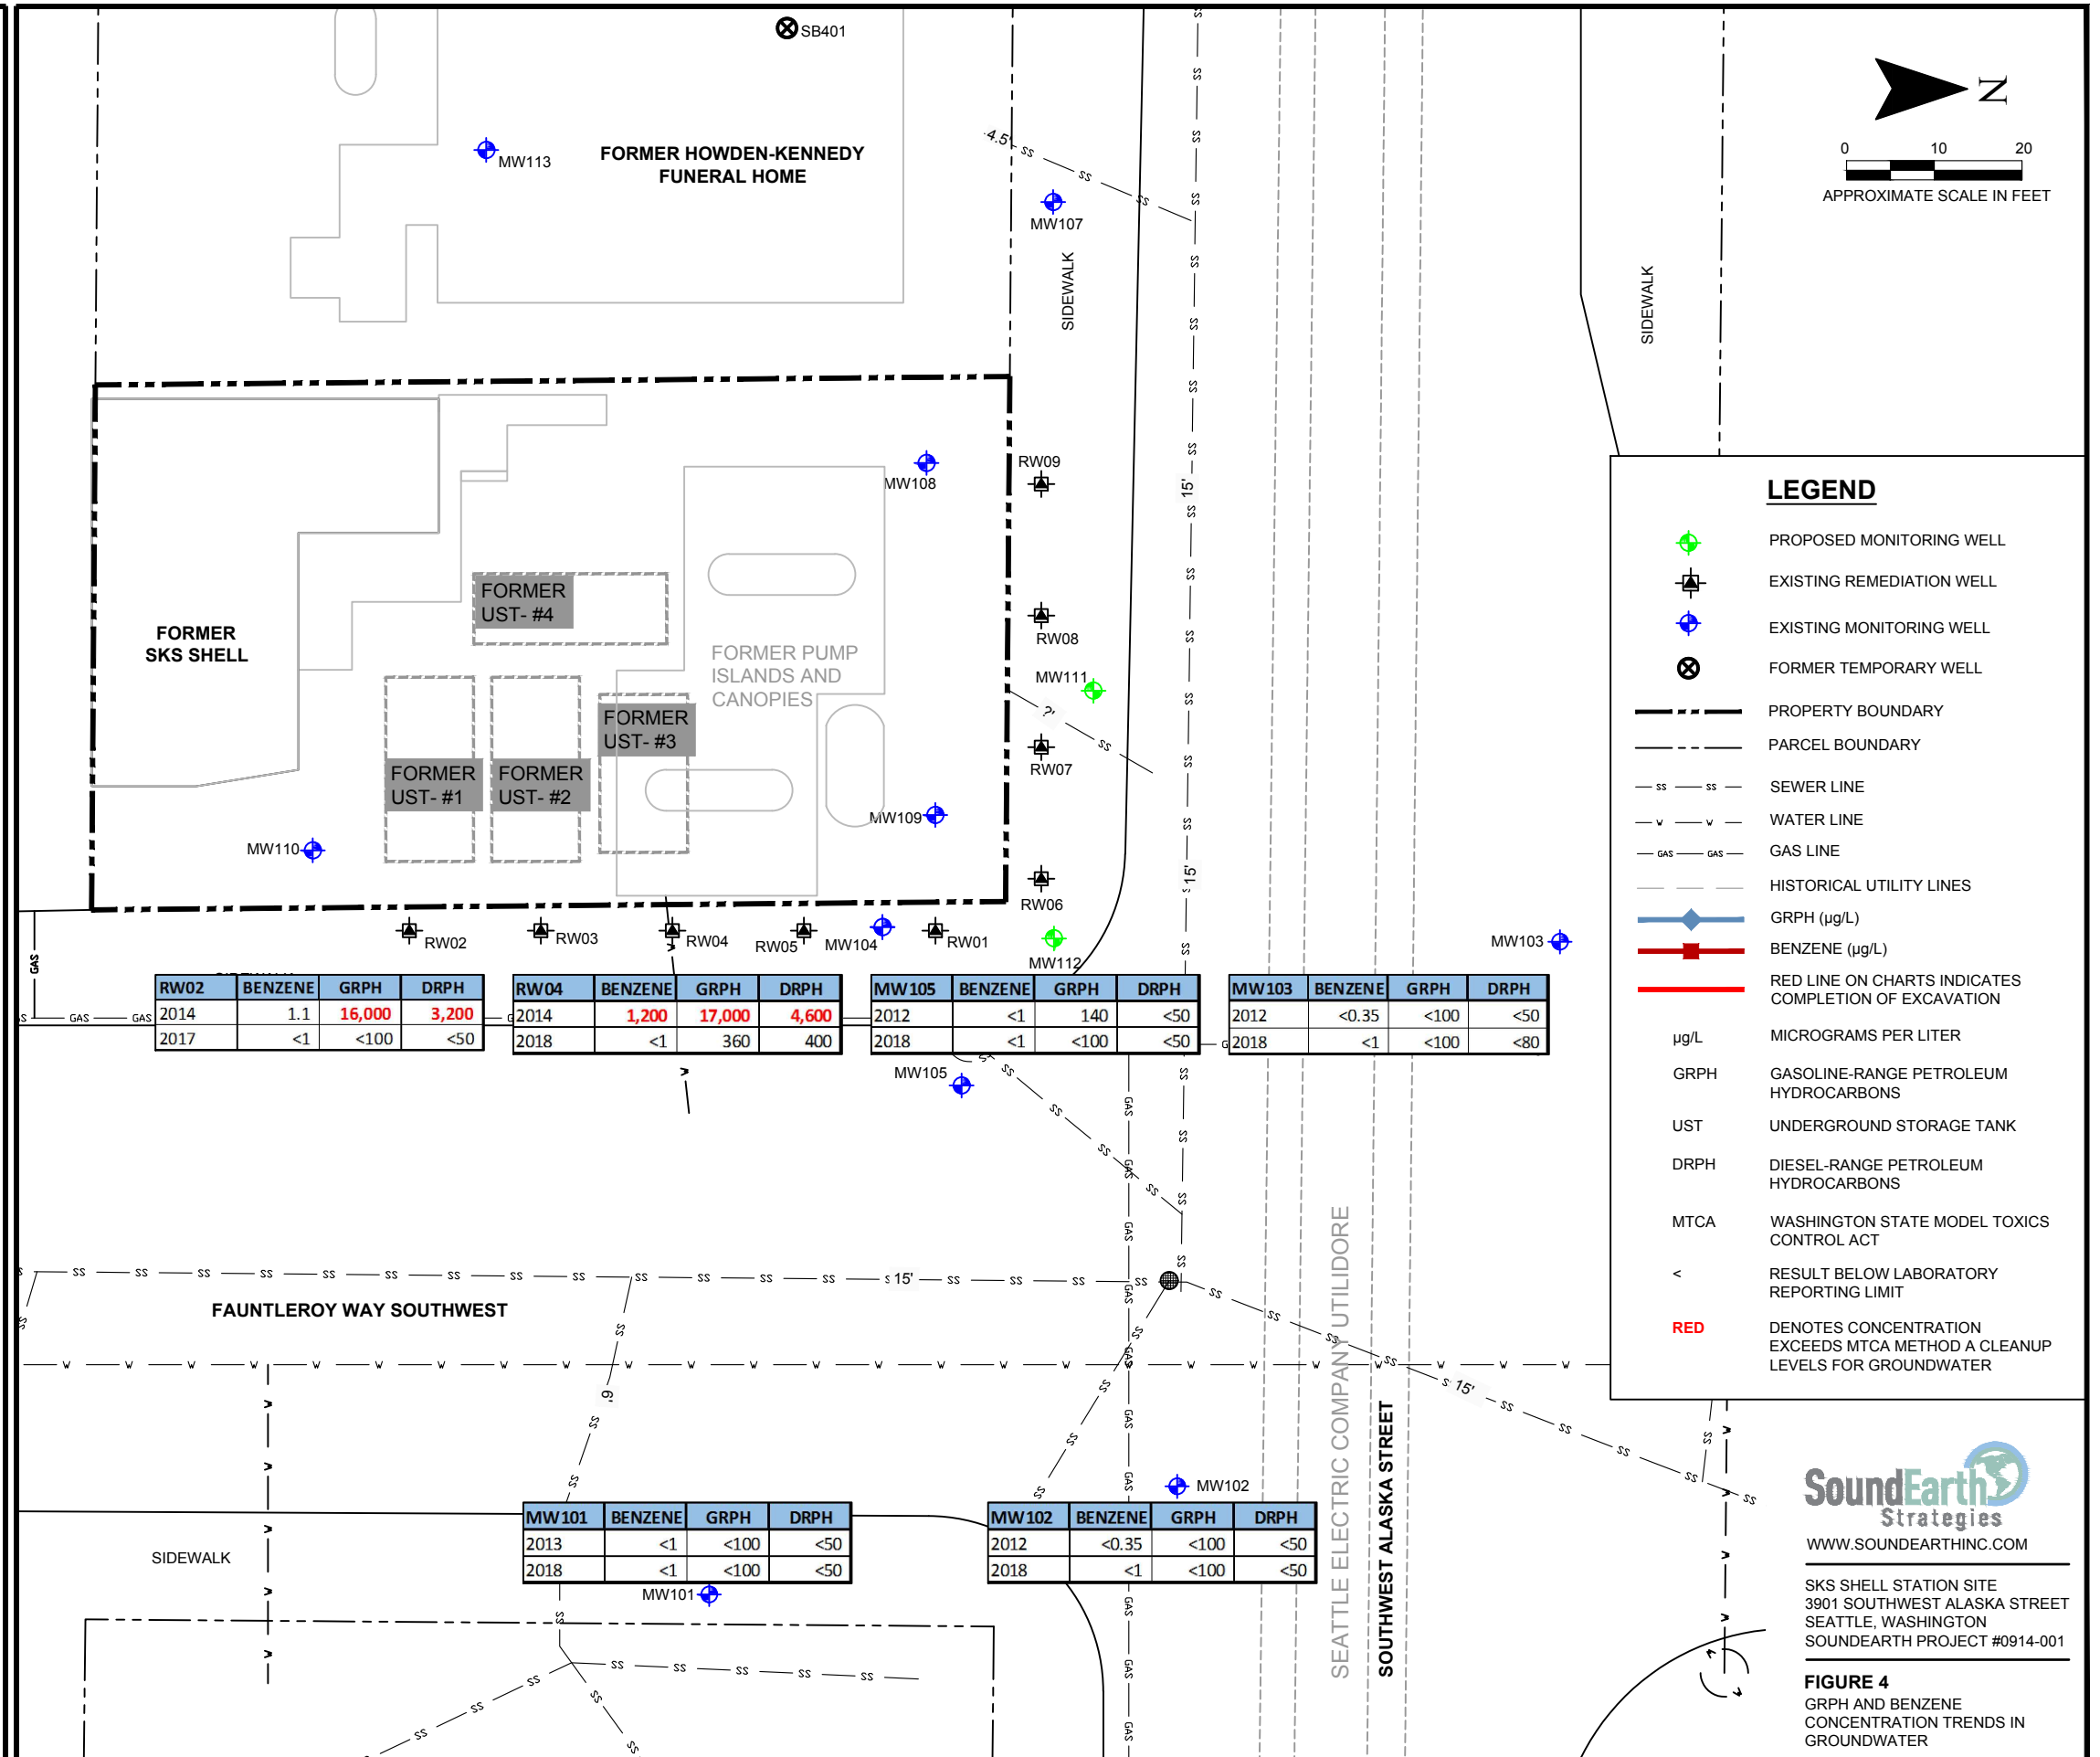 SB401
MW113
FORMER HOWDEN-KENNEDY
FUNERAL HOME
4.5'
SS
MW107
SIDEWALK
SIDEWALK
N
0 10 20
APPROXIMATE SCALE IN FEET
FORMER
SKS SHELL
FORMER
UST- #4
FORMER PUMP
ISLANDS AND
CANOPIES
FORMER
UST- #3
FORMER
UST- #1
FORMER
UST- #2
MW108
RW09
15'
RW08
MW111
?'
RW07
MW109
MW110
RW06
15'
RW02
RW03
RW04
RW05
MW104
RW01
MW112
MW103
GAS
RW02 BENZENE GRPH DRPH
2014 1.1 16,000 3,200
2017 <1 <100 <50
RW04 BENZENE GRPH DRPH
2014 1,200 17,000 4,600
2018 <1 360 400
MW105 BENZENE GRPH DRPH
2012 <1 140 <50
2018 <1 <100 <50
MW103 BENZENE GRPH DRPH
2012 <0.35 <100 <50
2018 <1 <100 <80
MW105
15'
FAUNTLEROY WAY SOUTHWEST
9'
15'
SEATTLE ELECTRIC COMPANY UTILIDORE
SOUTHWEST ALASKA STREET
MW102
MW101 BENZENE GRPH DRPH
2013 <1 <100 <50
2018 <1 <100 <50
MW102 BENZENE GRPH DRPH
2012 <0.35 <100 <50
2018 <1 <100 <50
SIDEWALK
MW101
LEGEND
PROPOSED MONITORING WELL
EXISTING REMEDIATION WELL
EXISTING MONITORING WELL
FORMER TEMPORARY WELL
PROPERTY BOUNDARY
PARCEL BOUNDARY
SS SS SEWER LINE
W W WATER LINE
GAS GAS GAS LINE
HISTORICAL UTILITY LINES
GRPH (µg/L)
BENZENE (µg/L)
RED LINE ON CHARTS INDICATES
COMPLETION OF EXCAVATION
µg/L MICROGRAMS PER LITER
GRPH GASOLINE-RANGE PETROLEUM
HYDROCARBONS
UST UNDERGROUND STORAGE TANK
DRPH DIESEL-RANGE PETROLEUM
HYDROCARBONS
MTCA WASHINGTON STATE MODEL TOXICS
CONTROL ACT
< RESULT BELOW LABORATORY
REPORTING LIMIT
RED DENOTES CONCENTRATION
EXCEEDS MTCA METHOD A CLEANUP
LEVELS FOR GROUNDWATER
SoundEarth
Strategies
WWW.SOUNDEARTHINC.COM
SKS SHELL STATION SITE
3901 SOUTHWEST ALASKA STREET
SEATTLE, WASHINGTON
SOUNDEARTH PROJECT #0914-001
FIGURE 4
GRPH AND BENZENE
CONCENTRATION TRENDS IN
GROUNDWATER